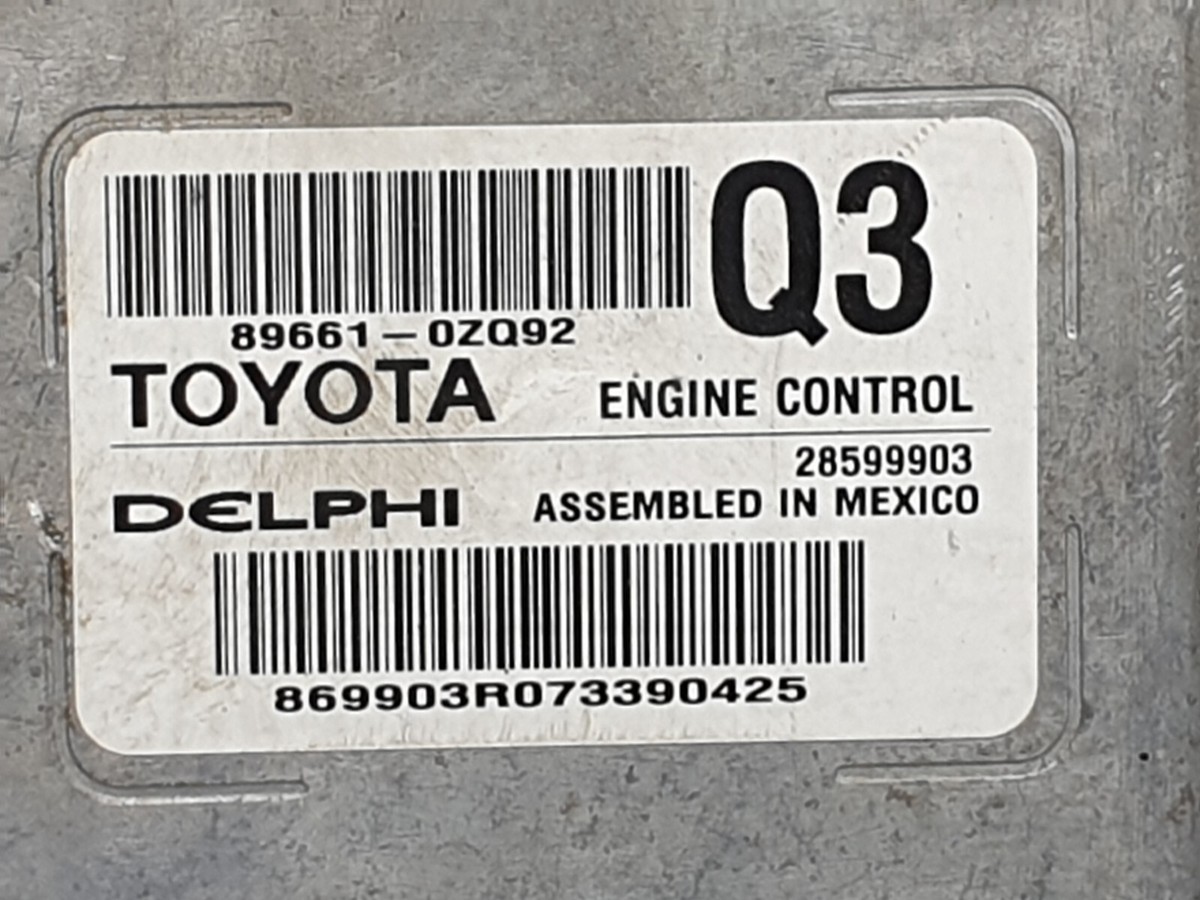 Q3
89661-0ZQ92
TOYOTA ENGINE CONTROL
28599903
DELPHI ASSEMBLED IN MEXICO
869903R073390425